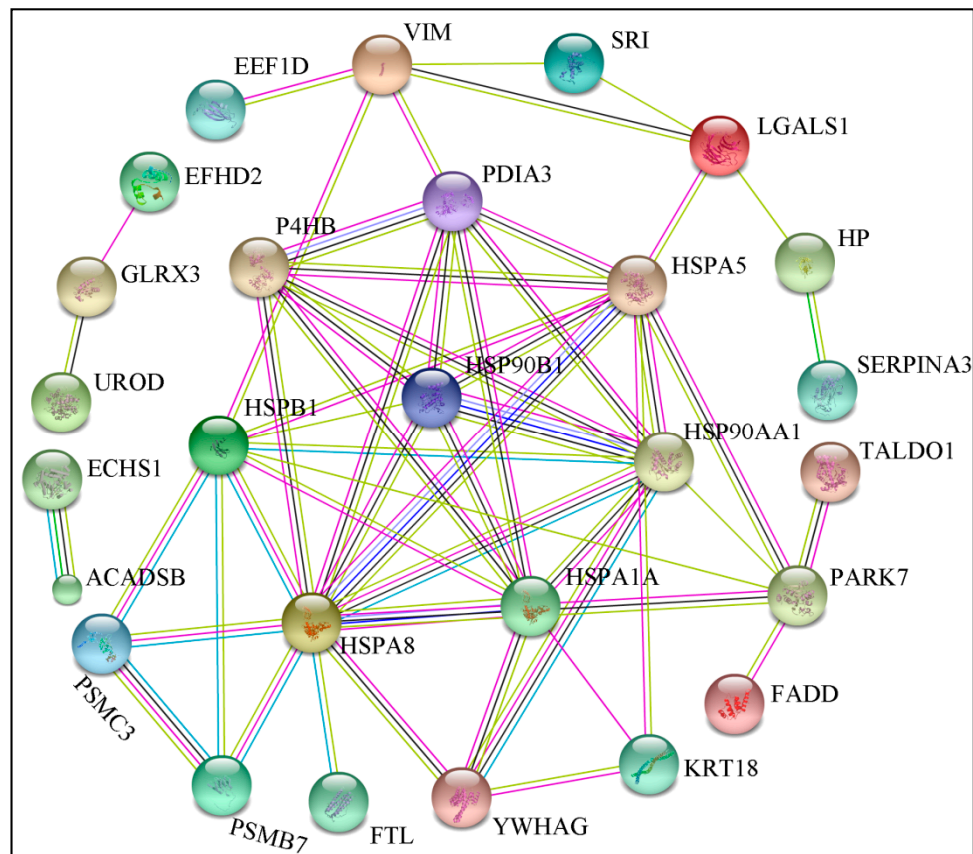 VIM
SRI
EEF1D
LGALS1
EFHD2
PDIA3
P4HB
HP
GLRX3
HSPA5
HSP90B1
SERPINA3
UROD
HSPB1
HSP90AA1
TALDO1
ECHS1
ACADSB
HSPA1A
PARK7
HSPA8
PSMC3
FADD
KRT18
PSMB7
FTL
YWHAG